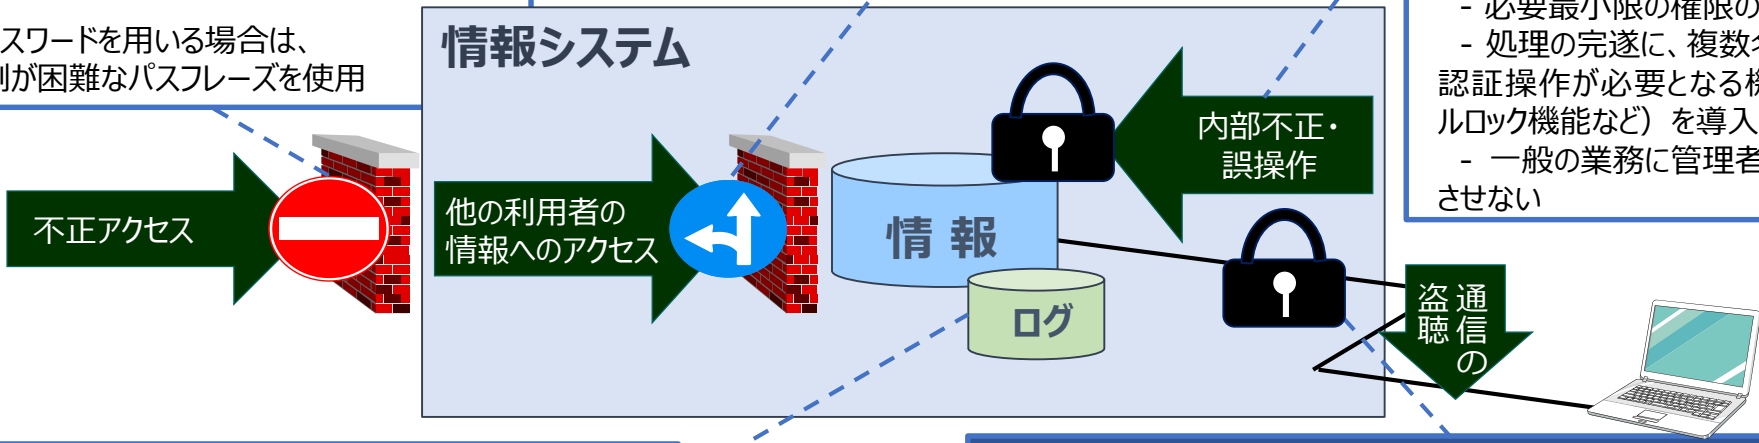 スワードを用いる場合は、
が困難なパスフレーズを使用
情報システム
- 必要最小限の権限の
- 処理の完遂に、複数
認証操作が必要となる機
ルロック機能など）を導入
- 一般の業務に管理者
させない
不正アクセス
他の利用者の
情報へのアクセス
内部不正・
誤操作
情 報
ログ
通信の
盗聴